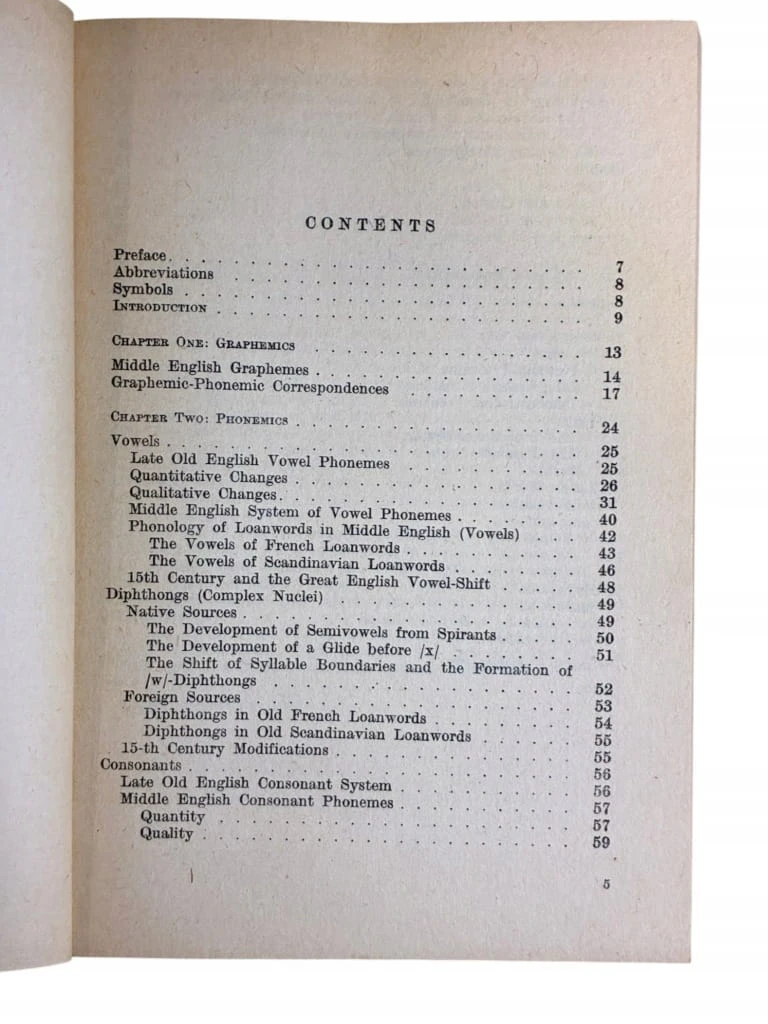 CONTENTS
Preface . . . . . . . . . . 7
Abbreviations . . . . . . . . . . 8
Symbols . . . . . . . . . . 8
INTRODUCTION . . . . . . . . . . 9
CHAPTER ONE: GRAPHEMICS . . . . . . . . . . 13
Middle English Graphemes . . . . . . . . . . 14
Graphemic-Phonemic Correspondences . . . . . . . . . . 17
CHAPTER TWO: PHONEMICS . . . . . . . . . . 24
Vowels . . . . . . . . . . 25
Late Old English Vowel Phonemes . . . . . . . . . . 25
Quantitative Changes . . . . . . . . . . 26
Qualitative Changes . . . . . . . . . . 31
Middle English System of Vowel Phonemes . . . . . . . 40
Phonology of Loanwords in Middle English (Vowels) . . . 42
The Vowels of French Loanwords . . . . . . . . . 43
The Vowels of Scandinavian Loanwords . . . . . . . 46
15th Century and the Great English Vowel-Shift . . . . . 48
Diphthongs (Complex Nuclei) . . . . . . . . . . 49
Native Sources . . . . . . . . . . 49
The Development of Semivowels from Spirants . . . . . 50
The Development of a Glide before /x/ . . . . . . . 51
The Shift of Syllable Boundaries and the Formation of
/w/-Diphthongs . . . . . . . . . . 52
Foreign Sources . . . . . . . . . . 53
Diphthongs in Old French Loanwords . . . . . . . . 54
Diphthongs in Old Scandinavian Loanwords . . . . . 55
15-th Century Modifications . . . . . . . . . . 55
Consonants . . . . . . . . . . 56
Late Old English Consonant System . . . . . . . . . 56
Middle English Consonant Phonemes . . . . . . . . . 57
Quantity . . . . . . . . . . 57
Quality . . . . . . . . . . 59
5